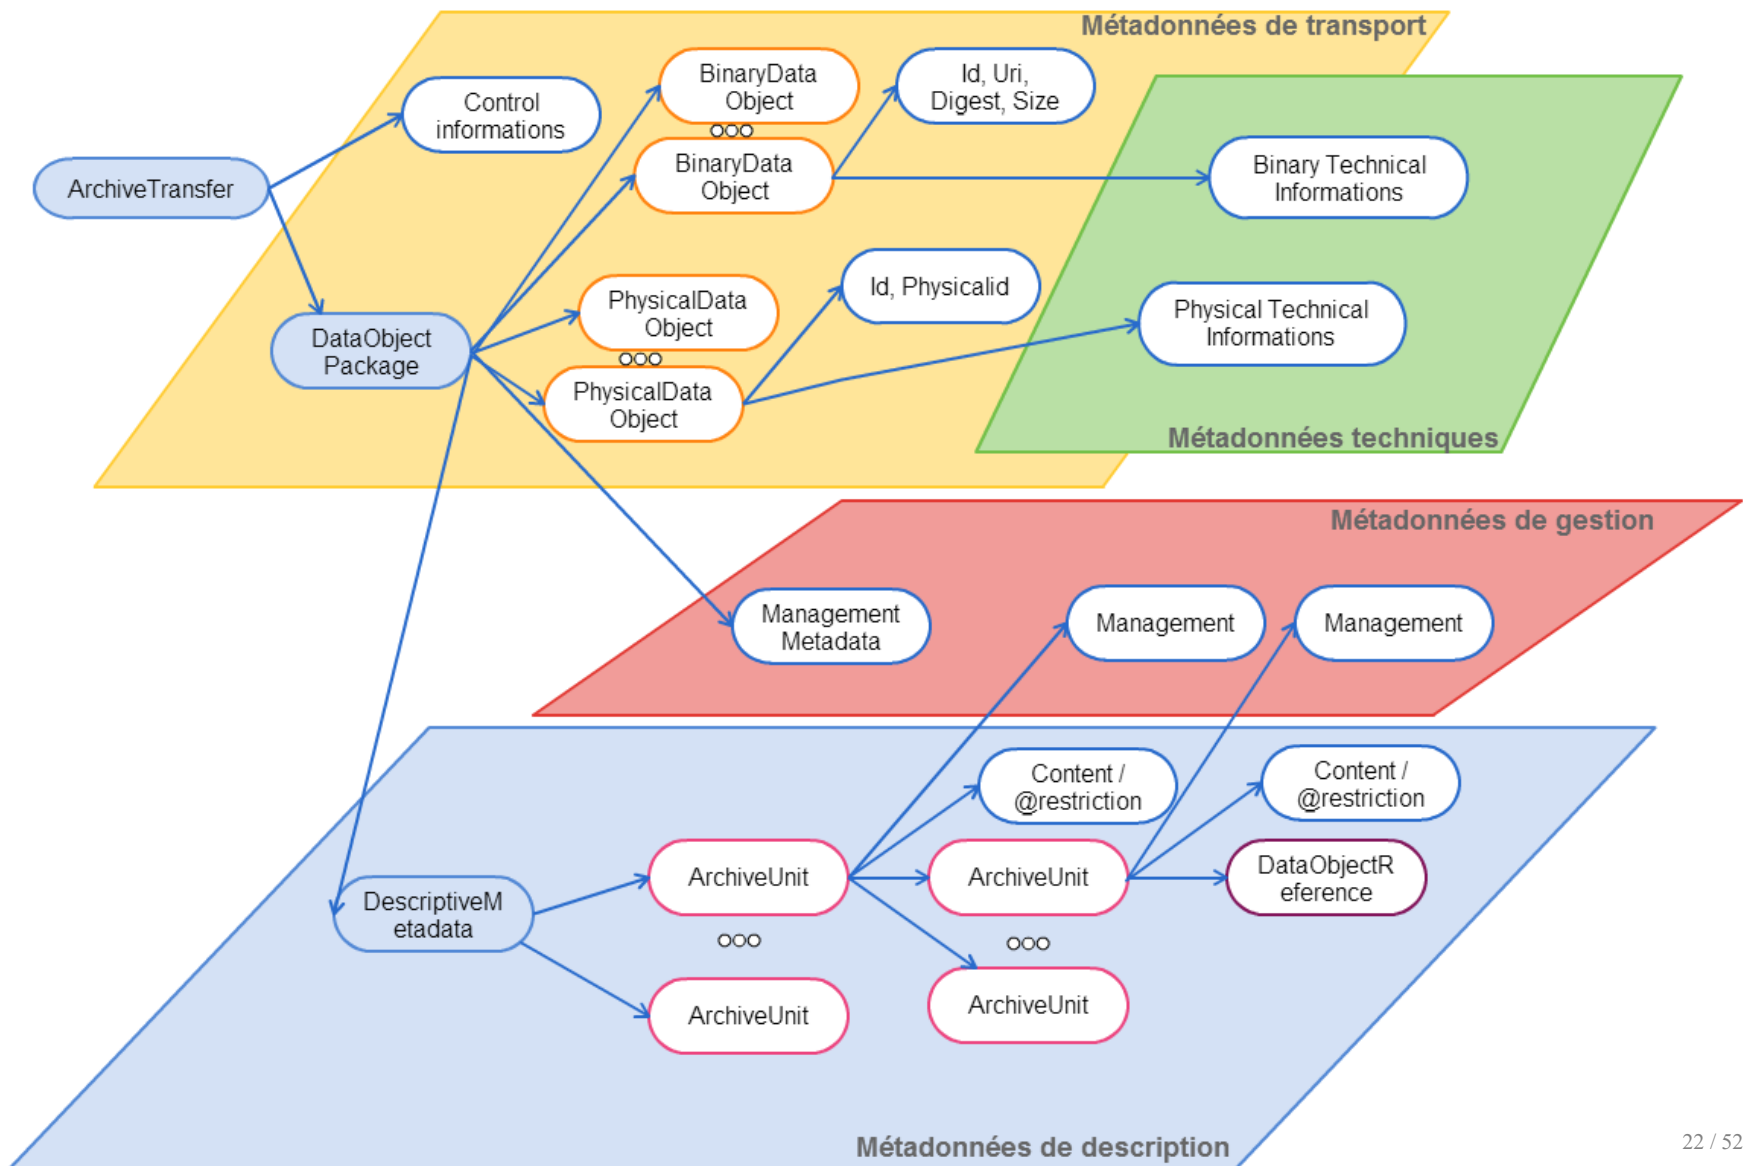 Métadonnées de transport
BinaryData
Object
Id, Uri,
Digest, Size
Control
informations
BinaryData
Object
Binary Technical
Informations
ArchiveTransfer
PhysicalData
Object
Id, Physicalid
Physical Technical
Informations
DataObject
Package
PhysicalData
Object
Métadonnées techniques
Métadonnées de gestion
Management
Metadata
Management
Management
Content /
@restriction
Content /
@restriction
ArchiveUnit
ArchiveUnit
DataObjectR
eference
DescriptiveM
etadata
ArchiveUnit
ArchiveUnit
Métadonnées de description
22 / 52